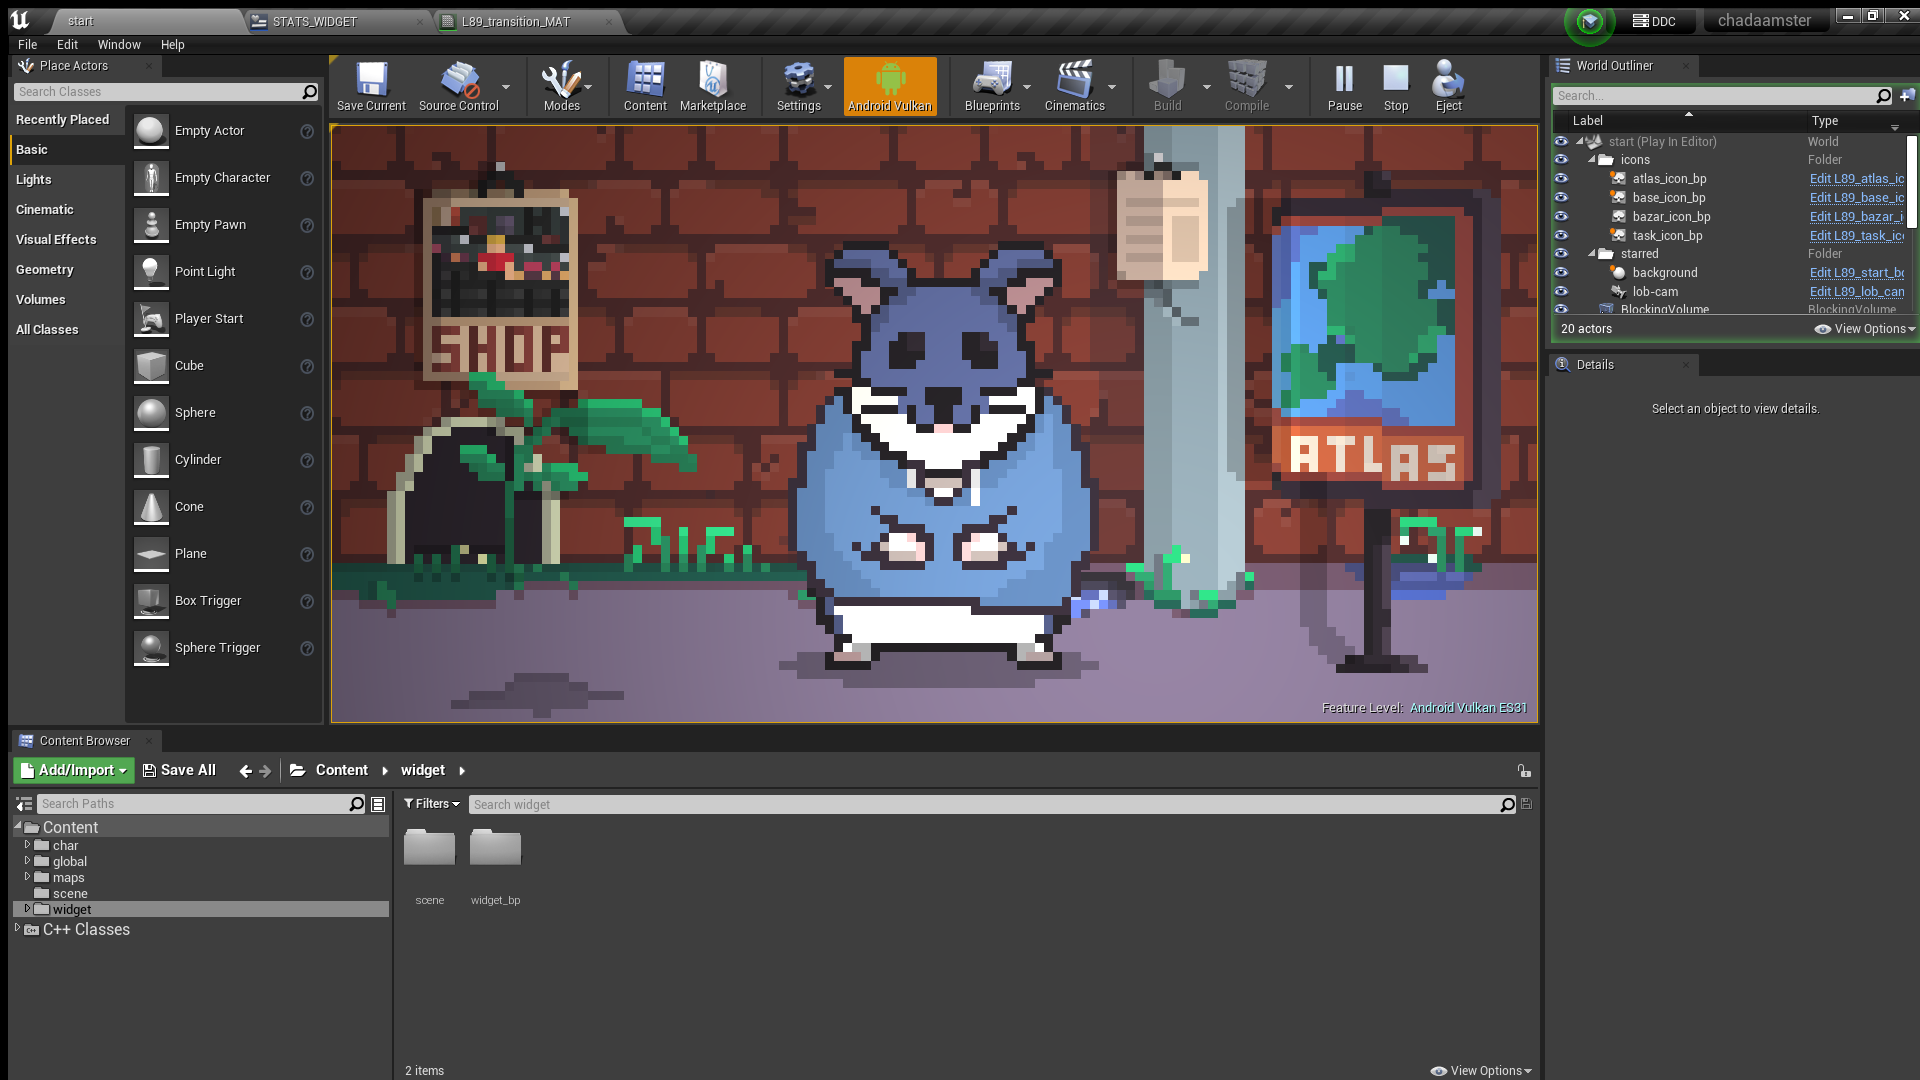 start
STATS_WIDGET
L89_transition_MAT
DDC
chadaamster
File
Edit
Window
Help
Place Actors
Search Classes
Recently Placed
Basic
Lights
Cinematic
Visual Effects
Geometry
Volumes
All Classes
Empty Actor
Empty Character
Empty Pawn
Point Light
Player Start
Cube
Sphere
Cylinder
Cone
Plane
Box Trigger
Sphere Trigger
Save Current
Source Control
Modes
Content
Marketplace
Settings
Android Vulkan
Blueprints
Cinematics
Build
Compile
Pause
Stop
Eject
SHOP
ATLAS
Feature Level: Android Vulkan ES31
World Outliner
Search...
Label
Type
start (Play In Editor)
World
icons
Folder
atlas_icon_bp
Edit L89_atlas_ic
base_icon_bp
Edit L89_base_ic
bazar_icon_bp
Edit L89_bazar_i
task_icon_bp
Edit L89_task_ico
starred
Folder
background
Edit L89_start_bc
lob-cam
Edit L89_lob_can
BlockingVolume
BlockingVolume
20 actors
View Options
Details
Select an object to view details.
Content Browser
Add/Import
Save All
Content
widget
Search Paths
Filters
Search widget
Content
char
global
maps
scene
widget
C++ Classes
scene
widget_bp
2 items
View Options